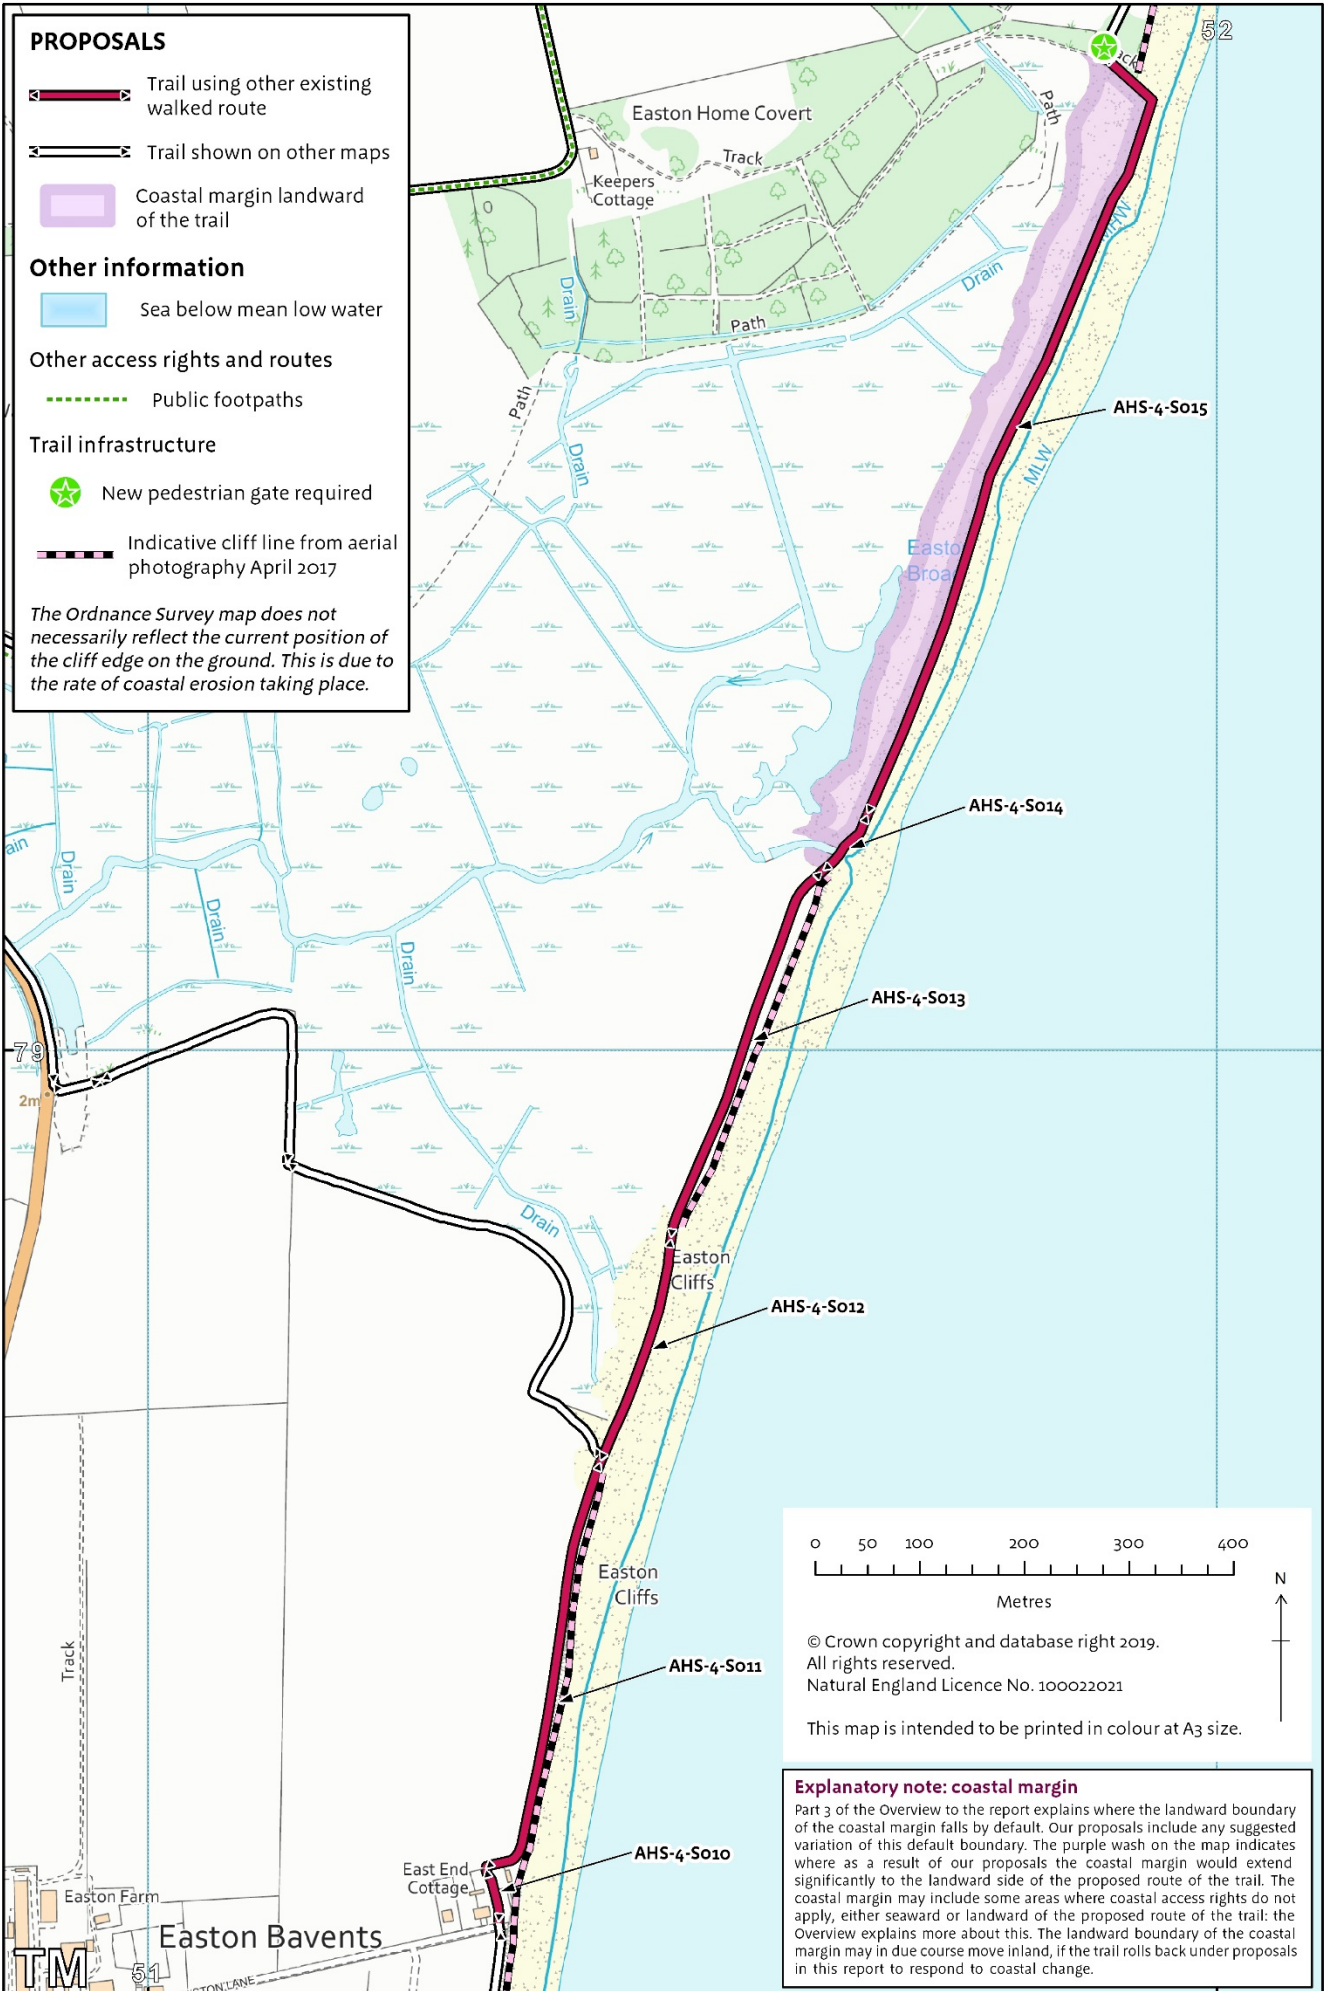 PROPOSALS
Trail using other existing
walked route
Trail shown on other maps
Coastal margin landward
of the trail
Other information
Sea below mean low water
Other access rights and routes
Public footpaths
Trail infrastructure
New pedestrian gate required
Indicative cliff line from aerial
photography April 2017
The Ordnance Survey map does not
necessarily reflect the current position of
the cliff edge on the ground. This is due to
the rate of coastal erosion taking place.
52
Easton Home Covert
Track
Path
Keepers
Cottage
Drain
Drain
Path
Path
MHW
AHS-4-S015
Drain
MLW
Easto
Broa
AHS-4-S014
ain
Drain
Drain
Drain
AHS-4-S013
79
2m
Drain
Easton
Cliffs
AHS-4-S012
Easton
Cliffs
Track
AHS-4-S011
AHS-4-S010
East End
Cottage
Easton Farm
Easton Bavents
TM
51
STON LANE
0 50 100 200 300 400
Metres
N
© Crown copyright and database right 2019.
All rights reserved.
Natural England Licence No. 100022021
This map is intended to be printed in colour at A3 size.
Explanatory note: coastal margin
Part 3 of the Overview to the report explains where the landward boundary
of the coastal margin falls by default. Our proposals include any suggested
variation of this default boundary. The purple wash on the map indicates
where as a result of our proposals the coastal margin would extend
significantly to the landward side of the proposed route of the trail. The
coastal margin may include some areas where coastal access rights do not
apply, either seaward or landward of the proposed route of the trail: the
Overview explains more about this. The landward boundary of the coastal
margin may in due course move inland, if the trail rolls back under proposals
in this report to respond to coastal change.